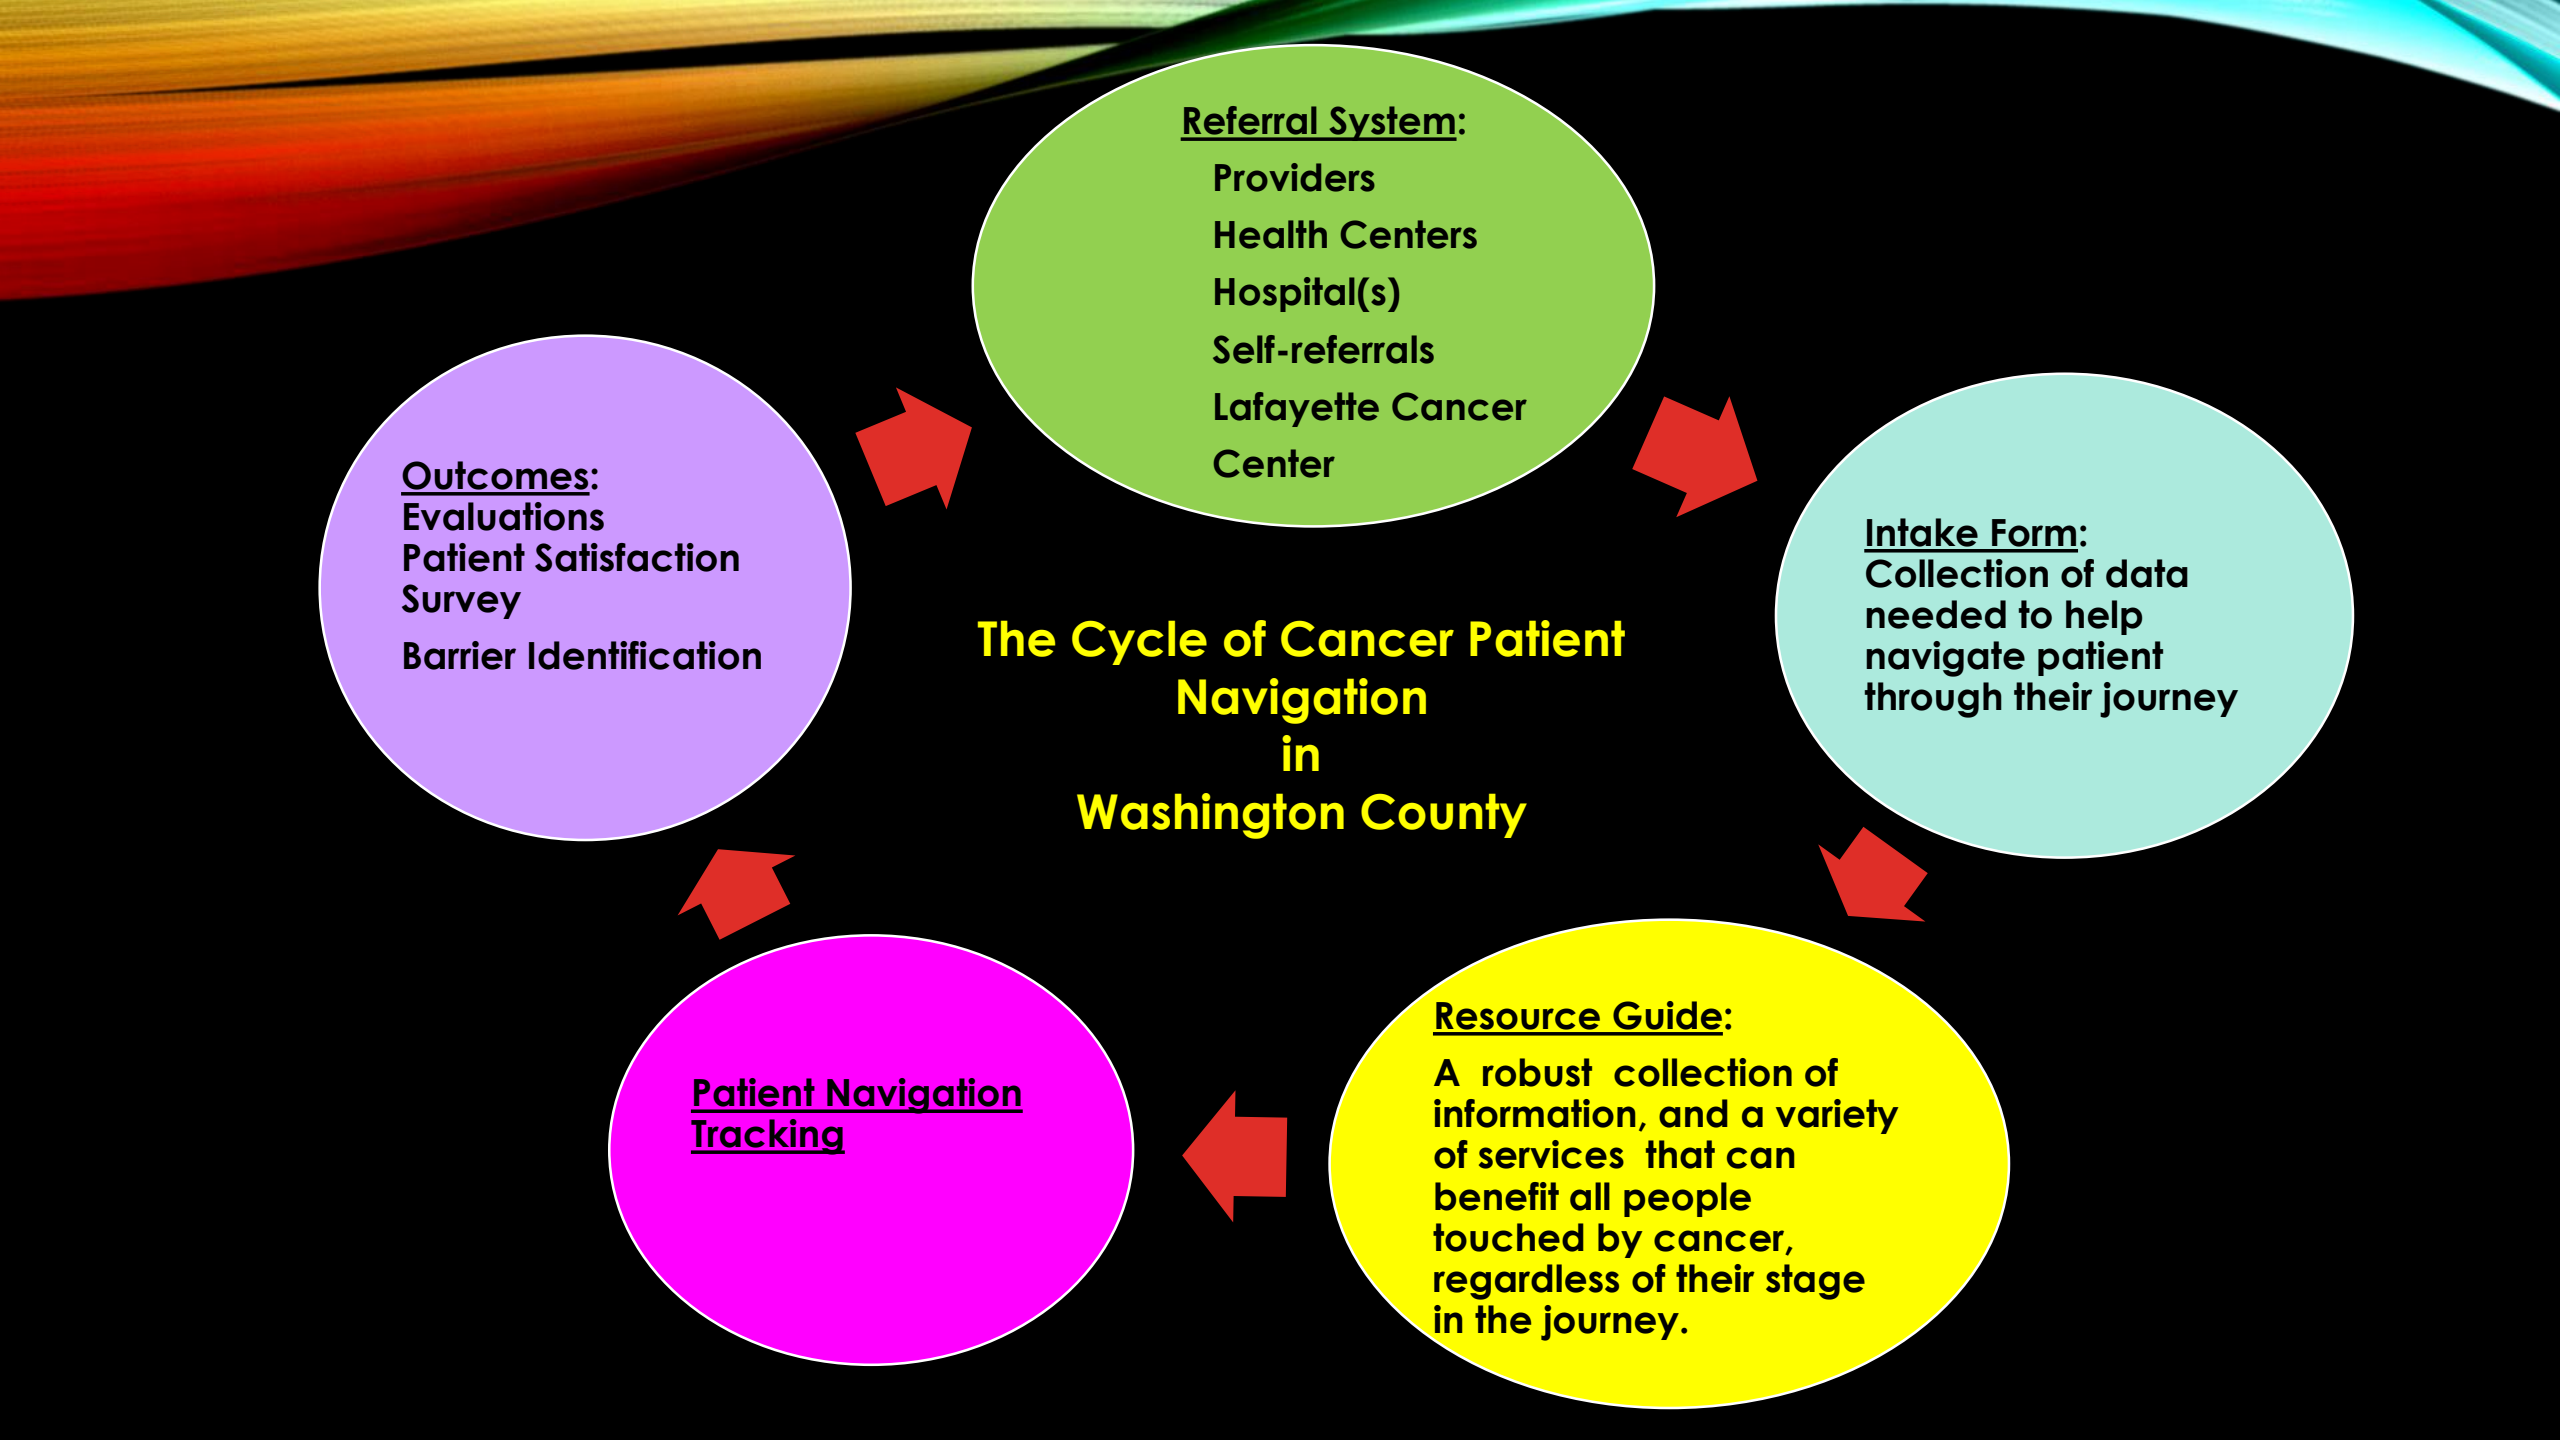 Referral System:
Providers
Health Centers
Hospital(s)
Self-referrals
Lafayette Cancer
Center
Intake Form:
Collection of data
needed to help
navigate patient
through their journey
Resource Guide:
A robust collection of
information, and a variety
of services that can
benefit all people
touched by cancer,
regardless of their stage
in the journey.
Patient Navigation
Tracking
Outcomes:
Evaluations
Patient Satisfaction
Survey
Barrier Identification
The Cycle of Cancer Patient
Navigation
in
Washington County